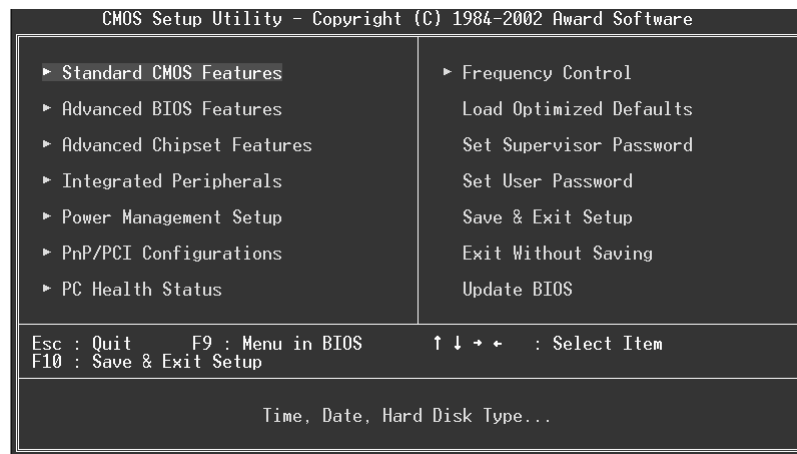 CMOS Setup Utility - Copyright (C) 1984-2002 Award Software
► Standard CMOS Features
► Advanced BIOS Features
► Advanced Chipset Features
► Integrated Peripherals
► Power Management Setup
► PnP/PCI Configurations
► PC Health Status
► Frequency Control
Load Optimized Defaults
Set Supervisor Password
Set User Password
Save & Exit Setup
Exit Without Saving
Update BIOS
Esc : Quit F9 : Menu in BIOS ↑ ↓ → ← : Select Item
F10 : Save & Exit Setup
Time, Date, Hard Disk Type...